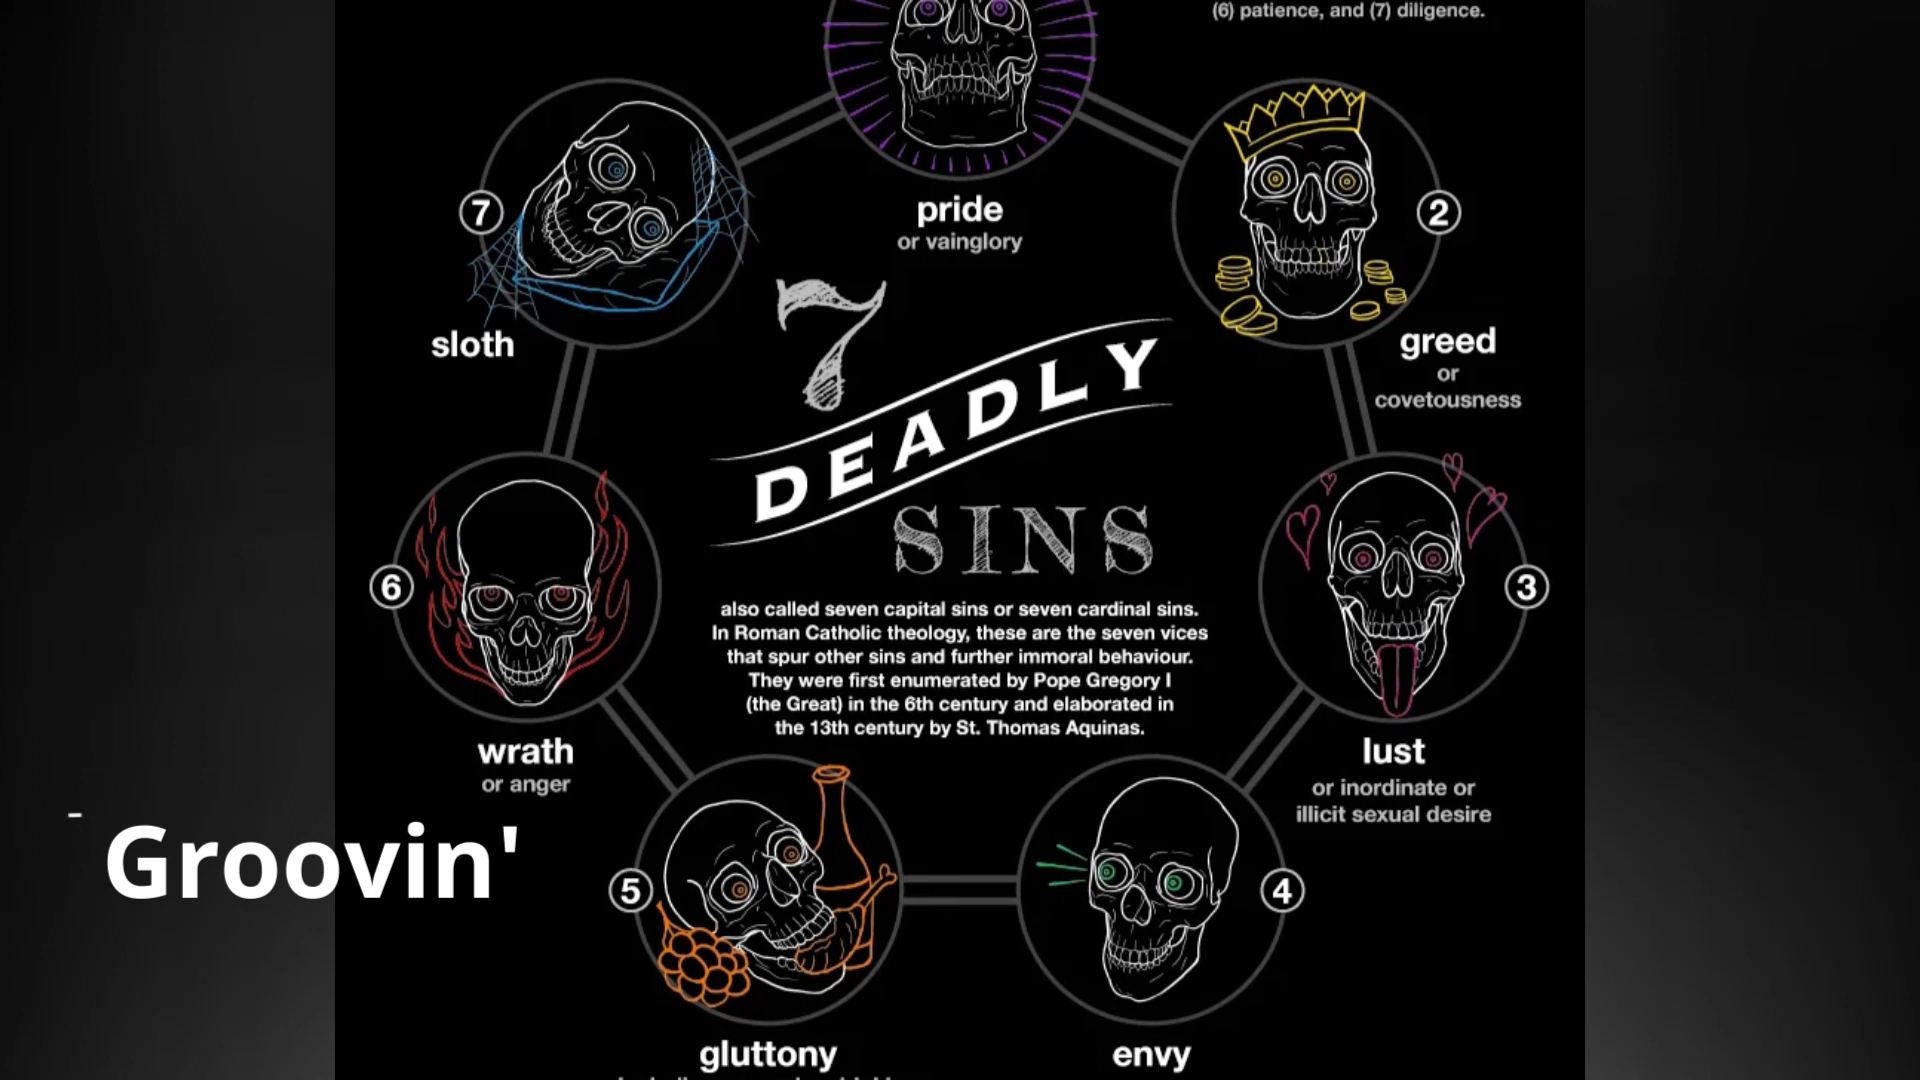 (6) patience, and (7) diligence.
pride
or vainglory
2
greed
or
covetousness
3
lust
or inordinate or
illicit sexual desire
4
envy
5
gluttony
6
wrath
or anger
7
sloth
7
DEADLY
SINS
also called seven capital sins or seven cardinal sins.
In Roman Catholic theology, these are the seven vices
that spur other sins and further immoral behaviour.
They were first enumerated by Pope Gregory I
(the Great) in the 6th century and elaborated in
the 13th century by St. Thomas Aquinas.
-
Groovin'